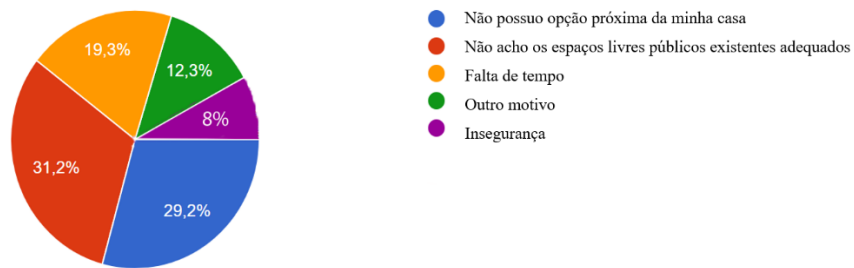 19,3%
12,3%
8%
31,2%
29,2%
Não possuo opção próxima da minha casa
Não acho os espaços livres públicos existentes adequados
Falta de tempo
Outro motivo
Insegurança